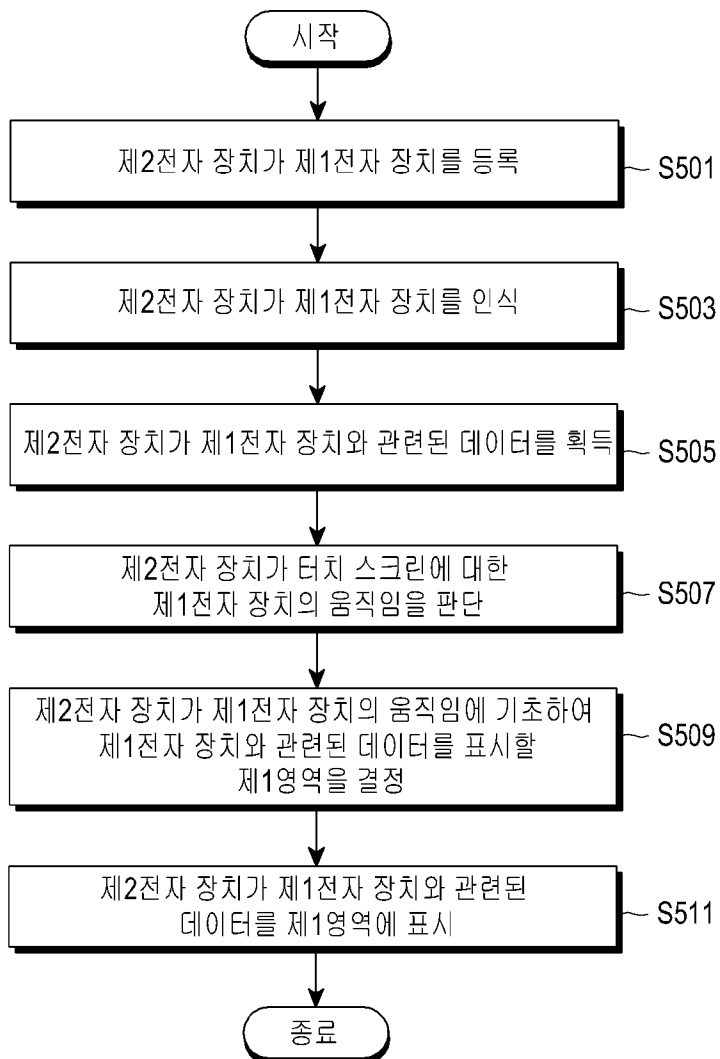 시작
제2전자 장치가 제1전자 장치를 등록
S501
제2전자 장치가 제1전자 장치를 인식
S503
제2전자 장치가 제1전자 장치와 관련된 데이터를 획득
S505
제2전자 장치가 터치 스크린에 대한
제1전자 장치의 움직임을 판단
S507
제2전자 장치가 제1전자 장치의 움직임에 기초하여
제1전자 장치와 관련된 데이터를 표시할
제1영역을 결정
S509
제2전자 장치가 제1전자 장치와 관련된
데이터를 제1영역에 표시
S511
종료